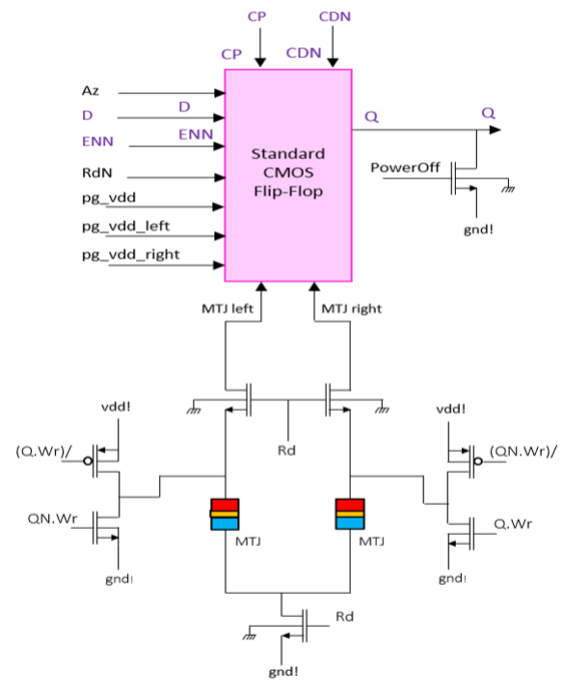 CP
CDN
CP
CDN
Az
D
D
ENN
ENN
RdN
pg_vdd
pg_vdd_left
pg_vdd_right
Standard
CMOS
Flip-Flop
Q
Q
PowerOff
gnd!
MTJ left
MTJ right
vdd!
vdd!
(Q.Wr)/
Rd
(QN.Wr)/
QN.Wr
Q.Wr
MTJ
MTJ
gnd!
gnd!
Rd
gnd!